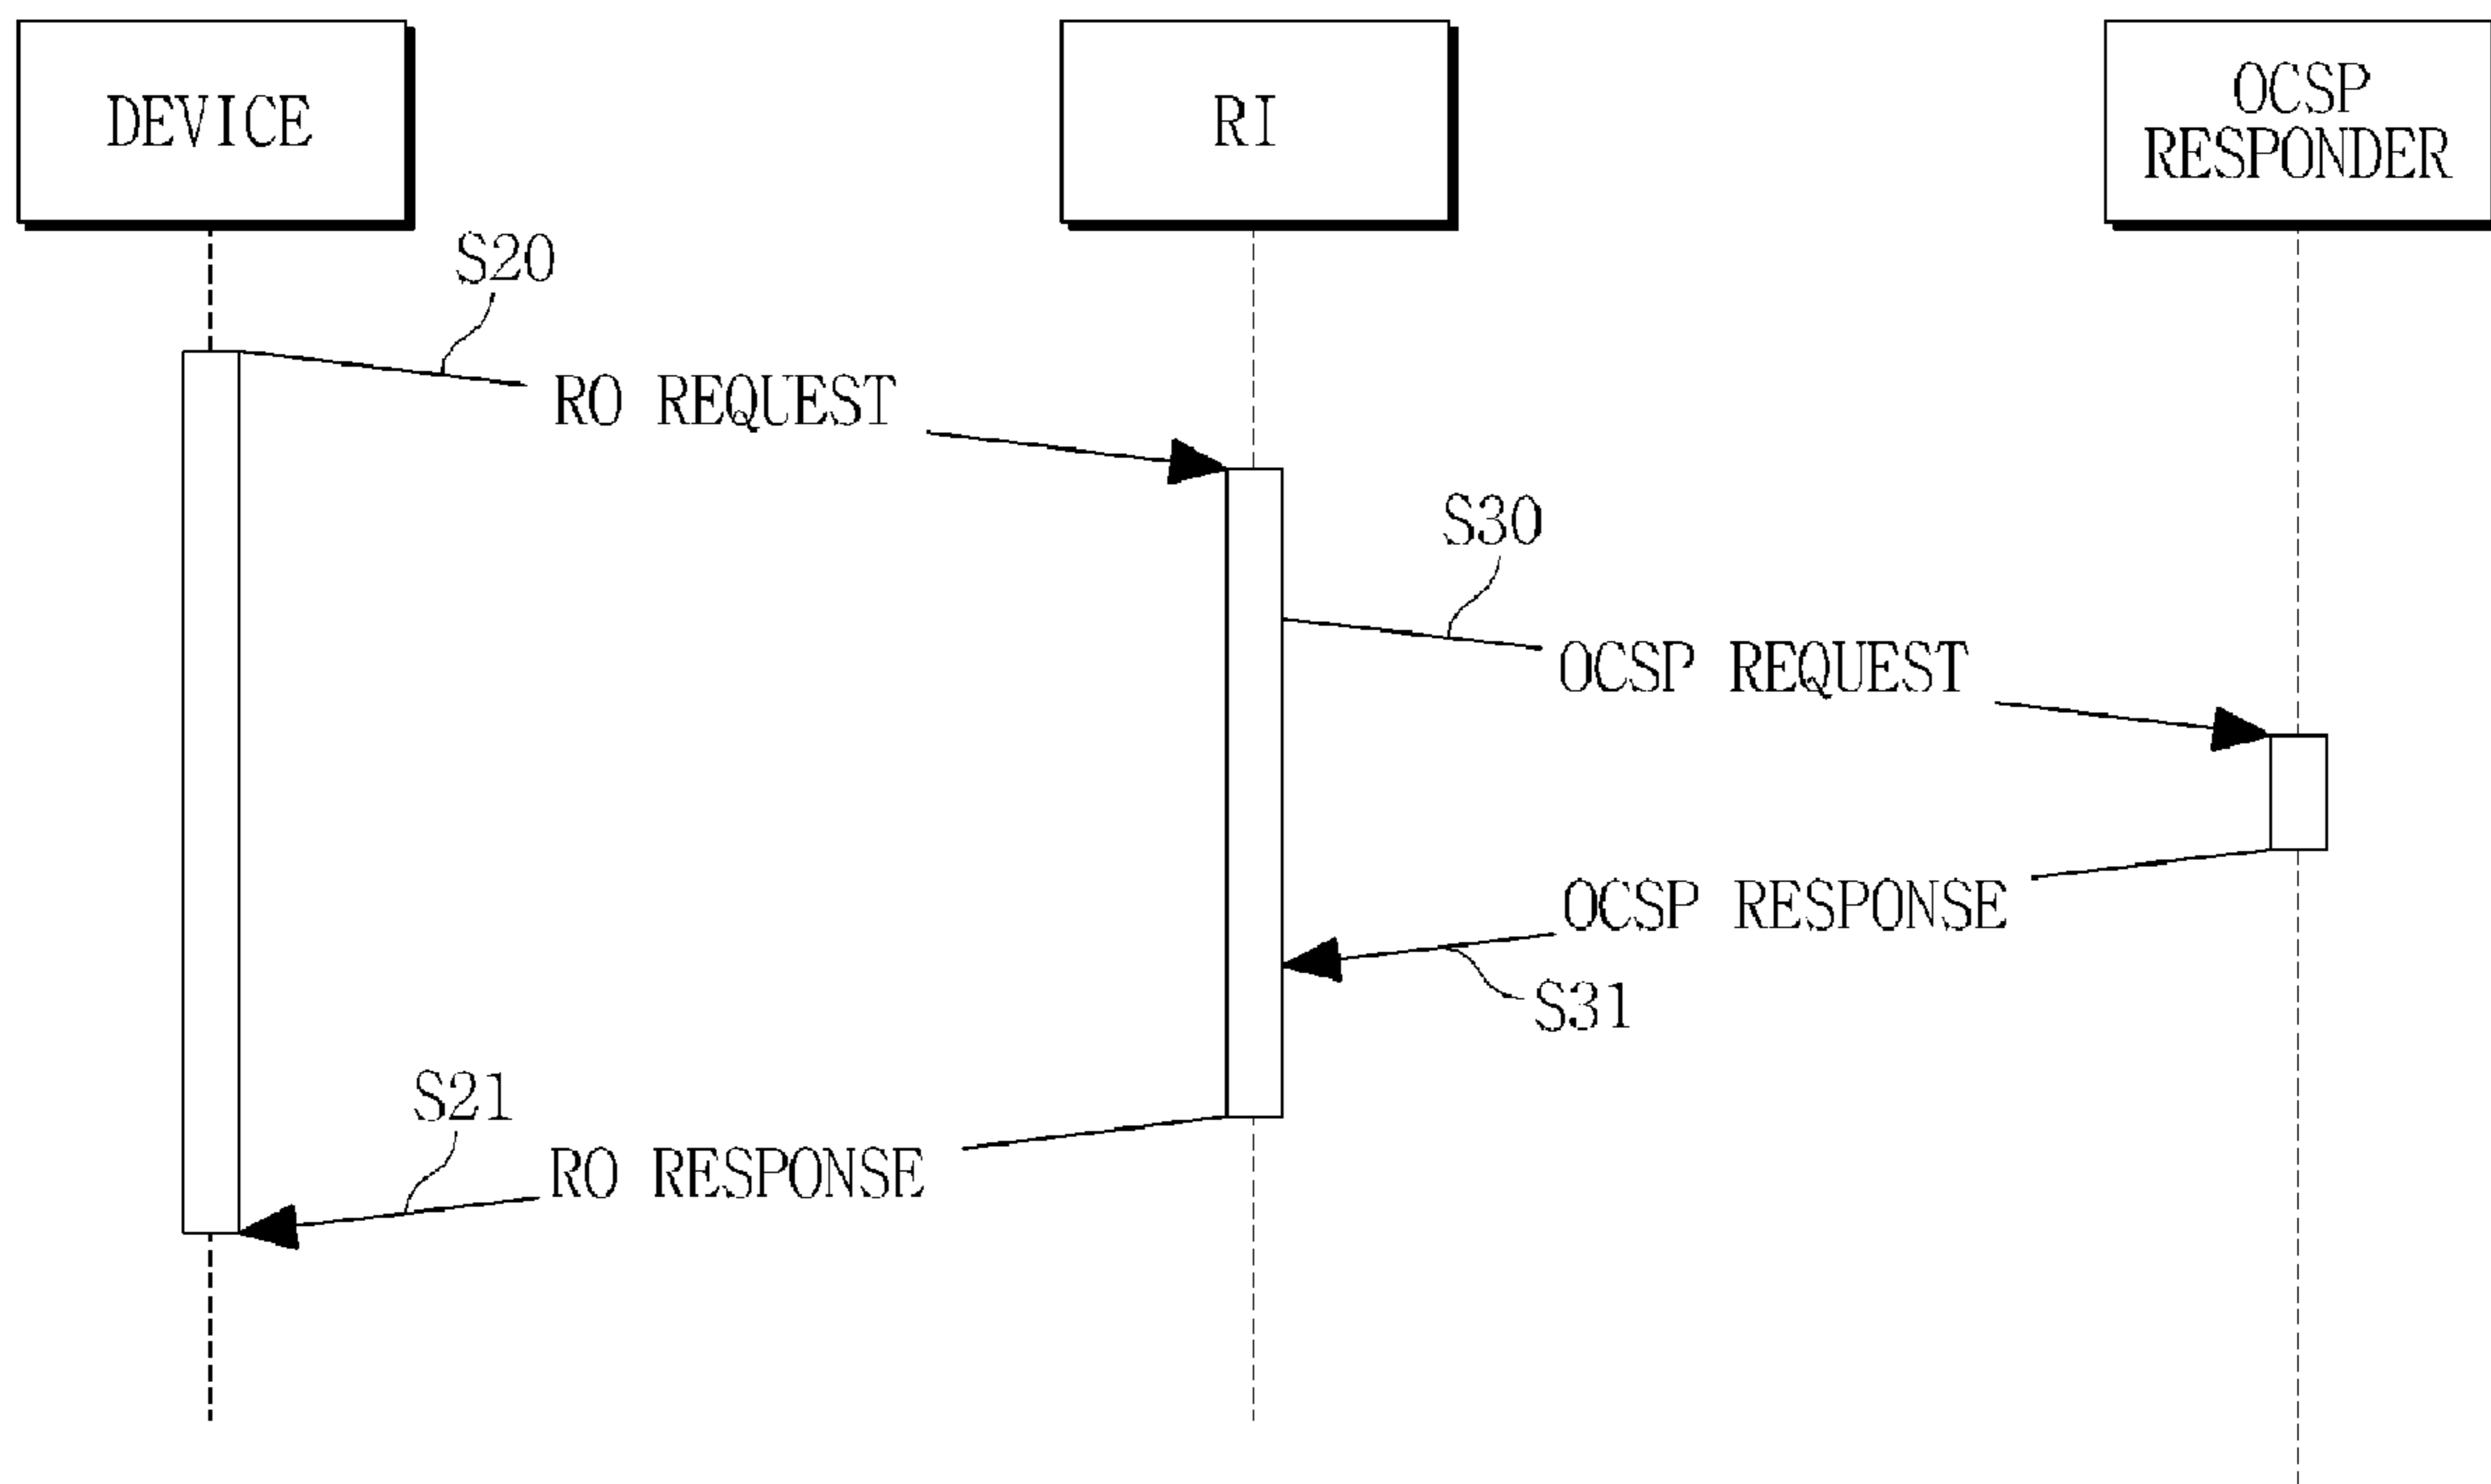 DEVICE
RI
OCSP
RESPONDER
S20
RO REQUEST
S30
OCSP REQUEST
OCSP RESPONSE
S31
S21
RO RESPONSE